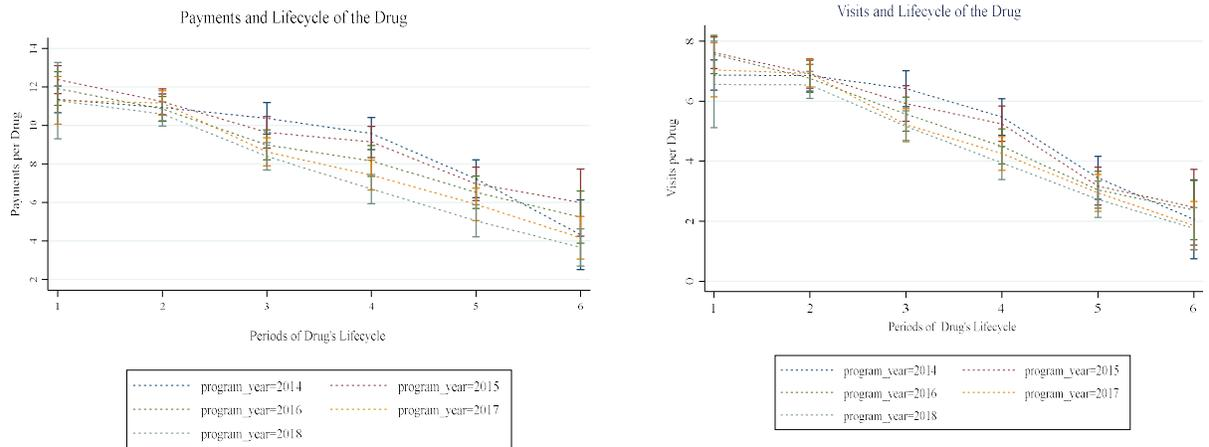 Payments and Lifecycle of the Drug
Payments per Drug
14
12
10
8
6
4
2
1 2 3 4 5 6
Periods of Drug's Lifecycle
program_year=2014 program_year=2015
program_year=2016 program_year=2017
program_year=2018
Visits and Lifecycle of the Drug
Visits per Drug
8
6
4
2
0
1 2 3 4 5 6
Periods of Drug's Lifecycle
program_year=2014 program_year=2015
program_year=2016 program_year=2017
program_year=2018